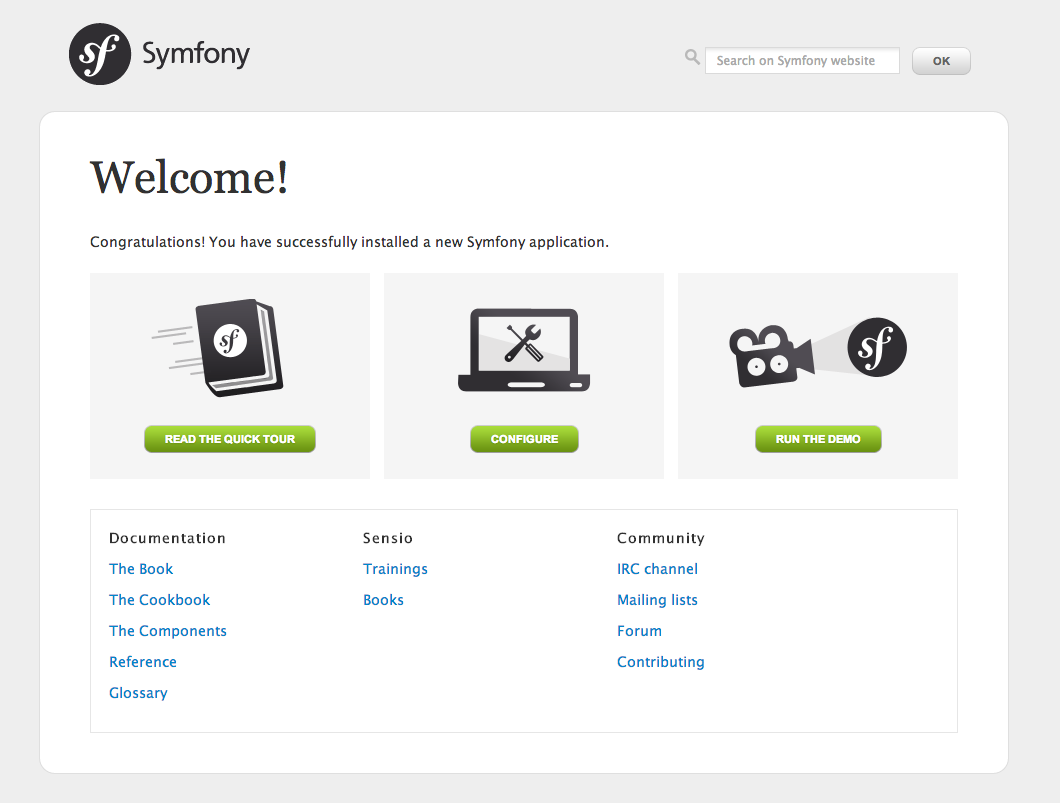 sf Symfony
Search on Symfony website
OK
Welcome!
Congratulations! You have successfully installed a new Symfony application.
sf
sf
READ THE QUICK TOUR
CONFIGURE
RUN THE DEMO
Documentation
The Book
The Cookbook
The Components
Reference
Glossary
Sensio
Trainings
Books
Community
IRC channel
Mailing lists
Forum
Contributing